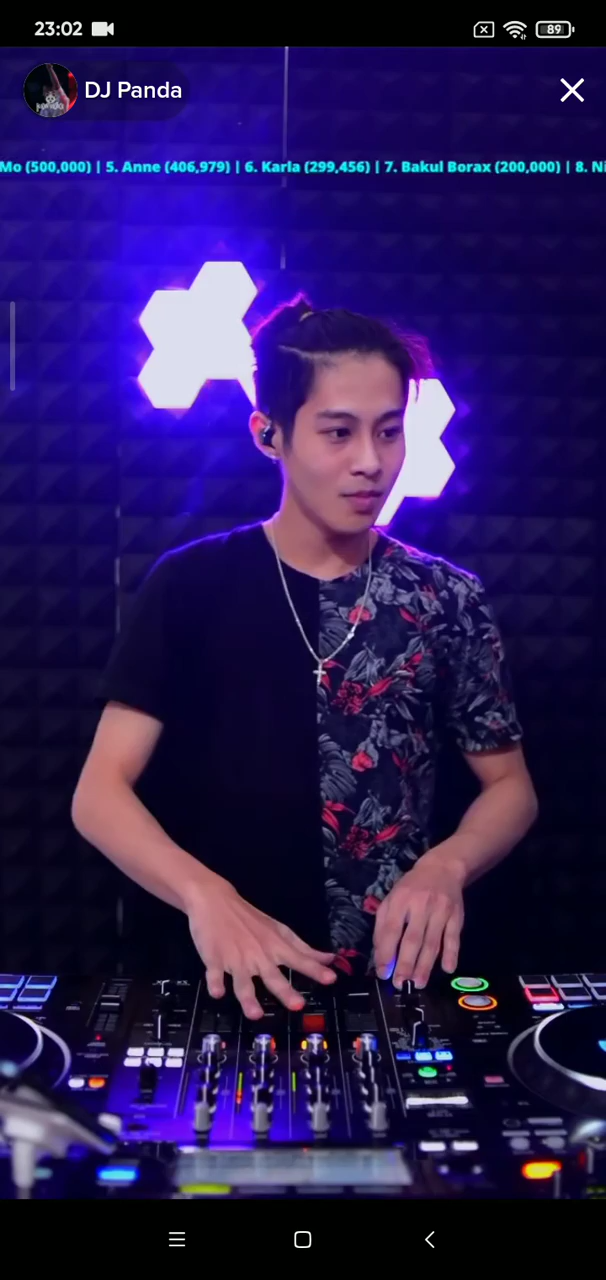 23:02
89
DJ Panda
Mo (500,000) | 5. Anne (406,979) | 6. Karla (299,456) | 7. Bakul Borax (200,000) | 8. Ni